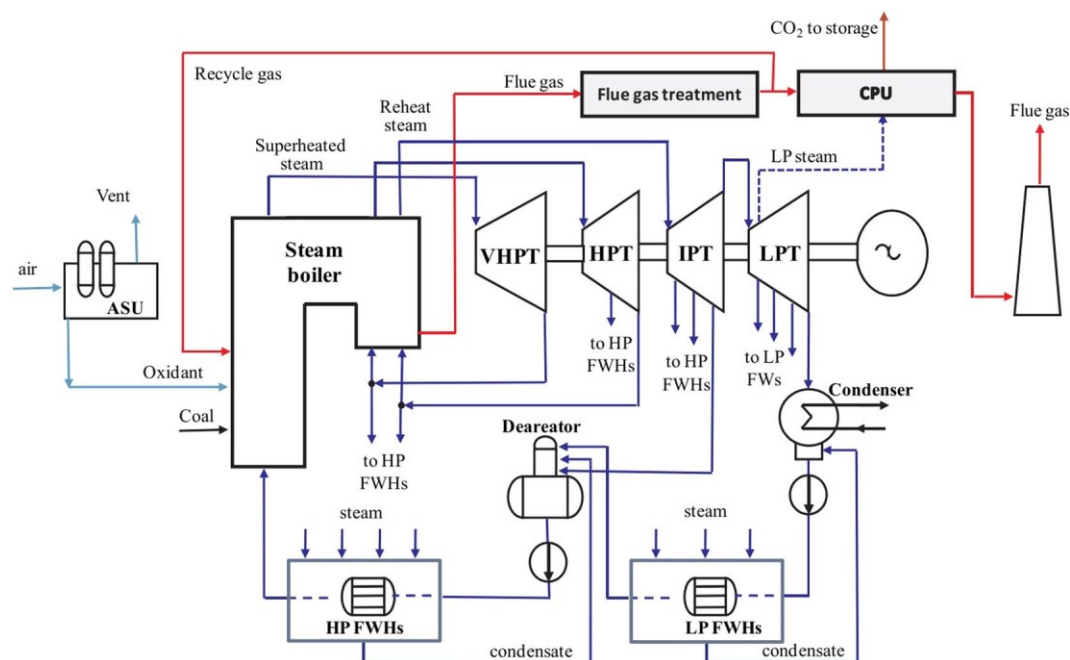 CO₂ to storage
Recycle gas
Flue gas
Flue gas treatment
CPU
Flue gas
Reheat
steam
Superheated
steam
LP steam
Vent
air
ASU
Steam
boiler
VHPT
HPT
IPT
LPT
to HP
FWHs
to HP
FWHs
to LP
FWs
Oxidant
Coal
Condenser
Deareator
to HP
FWHs
steam
steam
HP FWHs
LP FWHs
condensate
condensate